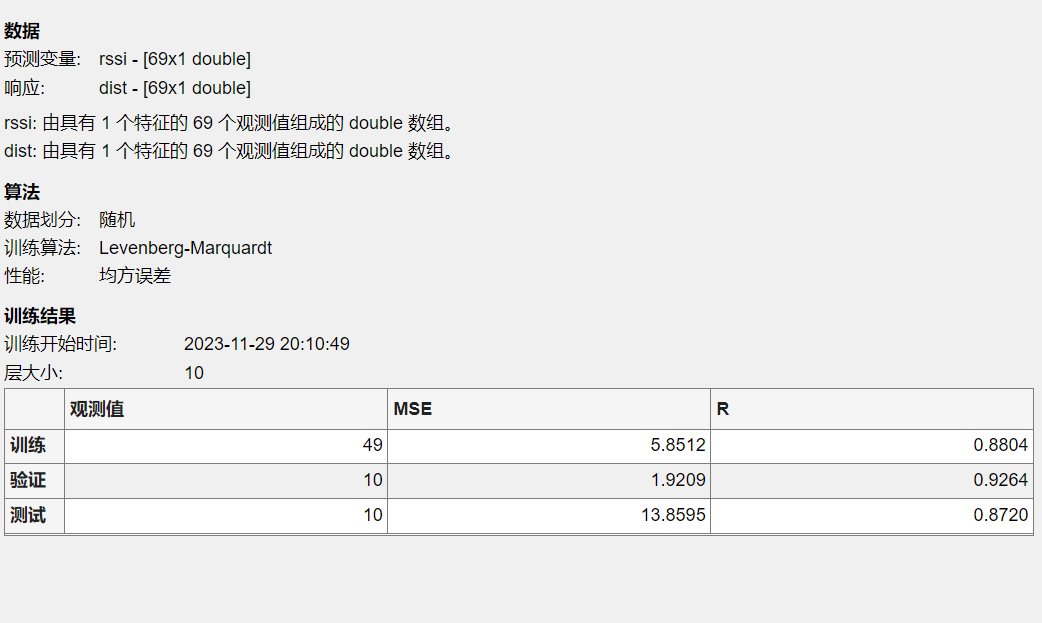 数据
预测变量: rssi - [69x1 double]
响应: dist - [69x1 double]
rssi: 由具有 1 个特征的 69 个观测值组成的 double 数组。
dist: 由具有 1 个特征的 69 个观测值组成的 double 数组。
算法
数据划分: 随机
训练算法: Levenberg-Marquardt
性能: 均方误差
训练结果
训练开始时间: 2023-11-29 20:10:49
层大小: 10
观测值 MSE R
训练 49 5.8512 0.8804
验证 10 1.9209 0.9264
测试 10 13.8595 0.8720